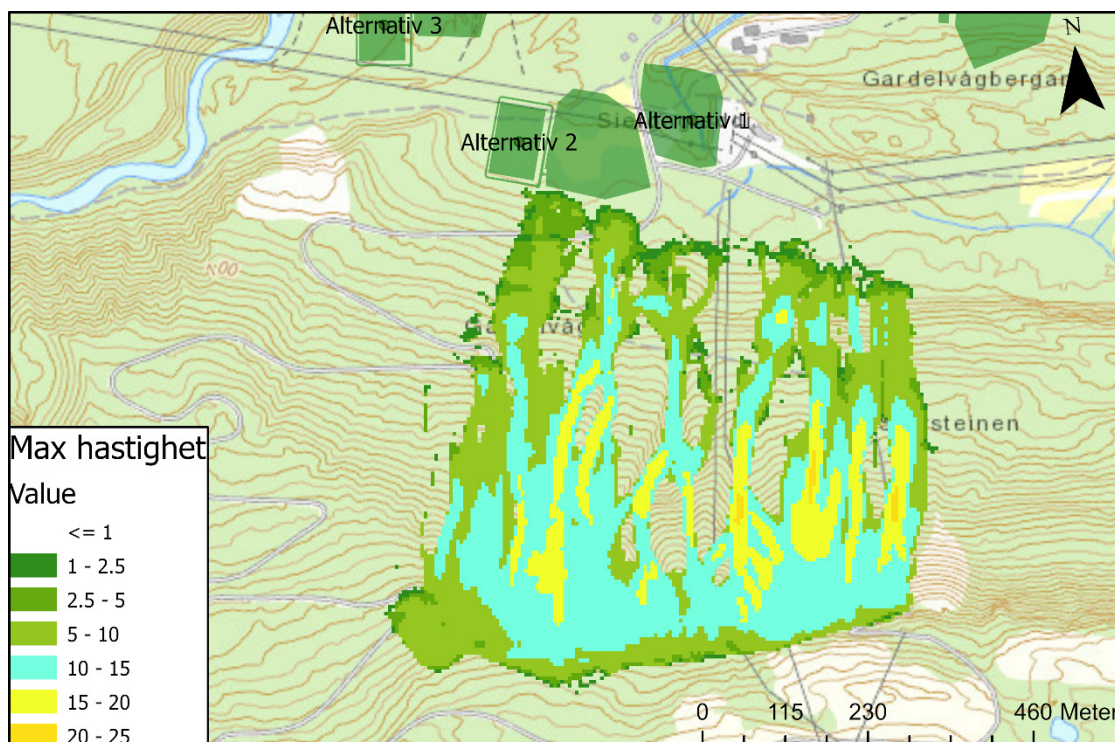 Alternativ 3
N
Gardelvågbergan
Alternativ 1
Alternativ 2
Max hastighet
Value
<= 1
1 - 2.5
2.5 - 5
5 - 10
10 - 15
15 - 20
20 - 25
steinen
0 115 230 460 Meter